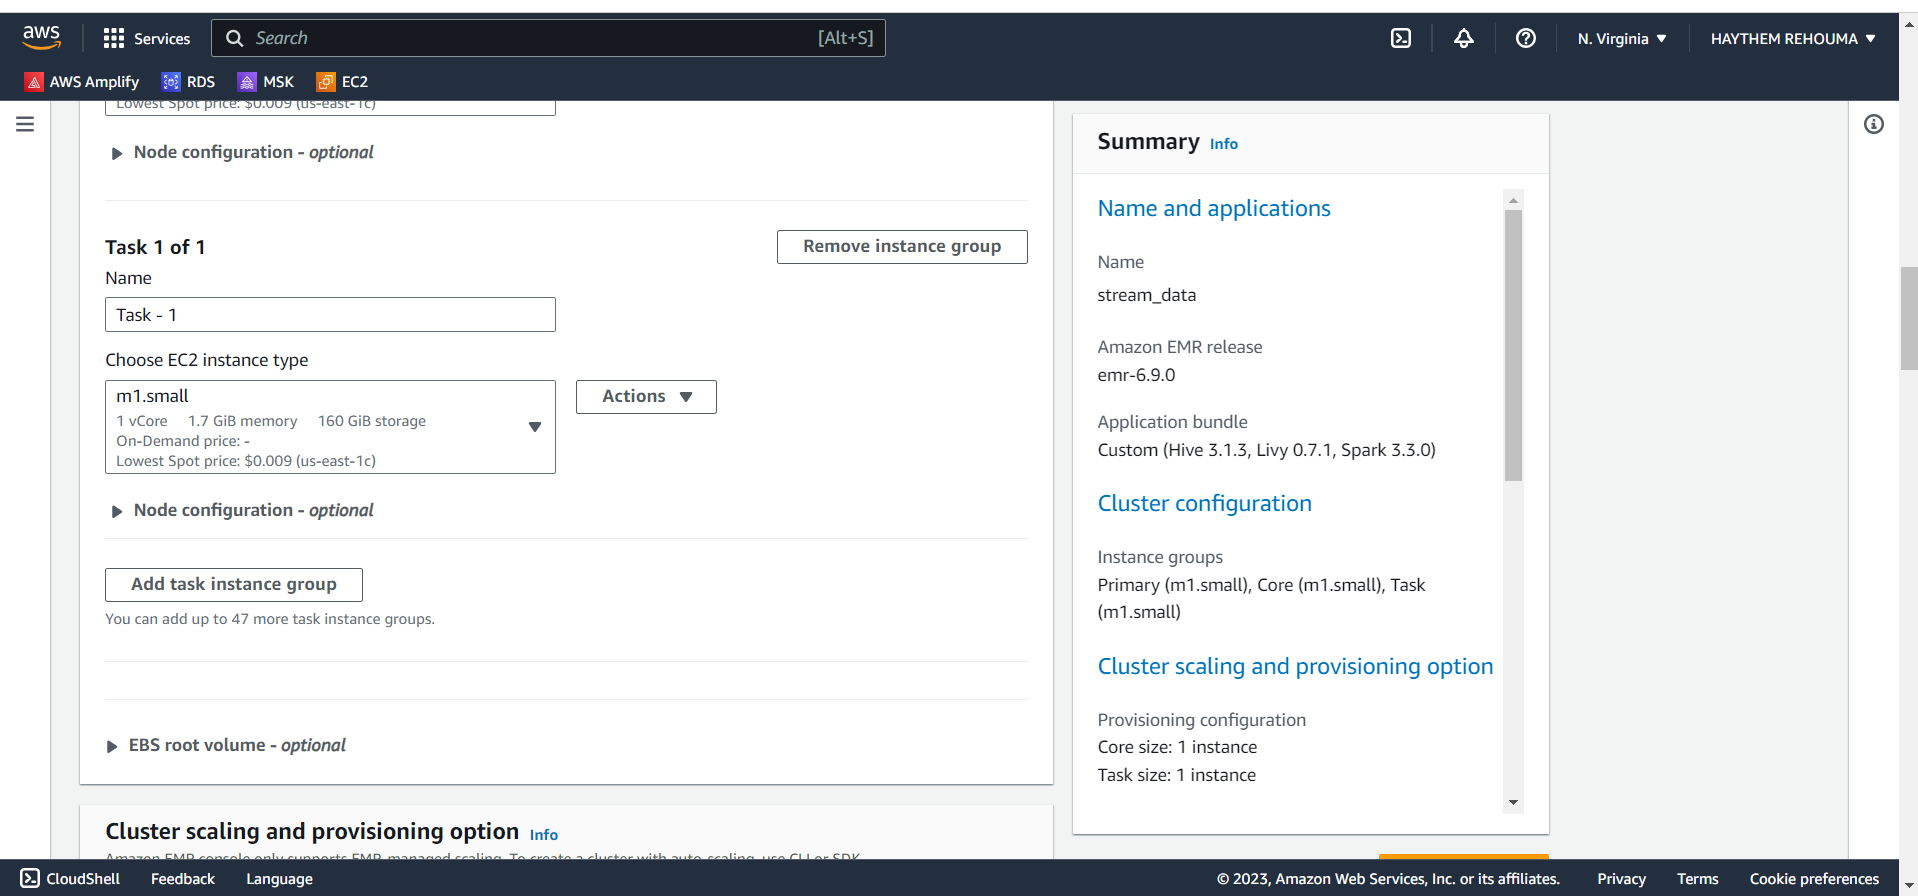 aws
Services
Search
[Alt+S]
N. Virginia
HAYTHEM REHOUMA
AWS Amplify
RDS
MSK
EC2
Lowest Spot price: $0.009 (us-east-1c)
Node configuration - optional
Task 1 of 1
Remove instance group
Name
Task - 1
Choose EC2 instance type
m1.small
1 vCore 1.7 GiB memory 160 GiB storage
On-Demand price: -
Lowest Spot price: $0.009 (us-east-1c)
Actions
Node configuration - optional
Add task instance group
You can add up to 47 more task instance groups.
EBS root volume - optional
Cluster scaling and provisioning option Info
Amazon EMR console only supports EMR-managed scaling. To create a cluster with auto-scaling, use CLI or SDK.
Summary Info
Name and applications
Name
stream_data
Amazon EMR release
emr-6.9.0
Application bundle
Custom (Hive 3.1.3, Livy 0.7.1, Spark 3.3.0)
Cluster configuration
Instance groups
Primary (m1.small), Core (m1.small), Task
(m1.small)
Cluster scaling and provisioning option
Provisioning configuration
Core size: 1 instance
Task size: 1 instance
CloudShell
Feedback
Language
© 2023, Amazon Web Services, Inc. or its affiliates.
Privacy
Terms
Cookie preferences